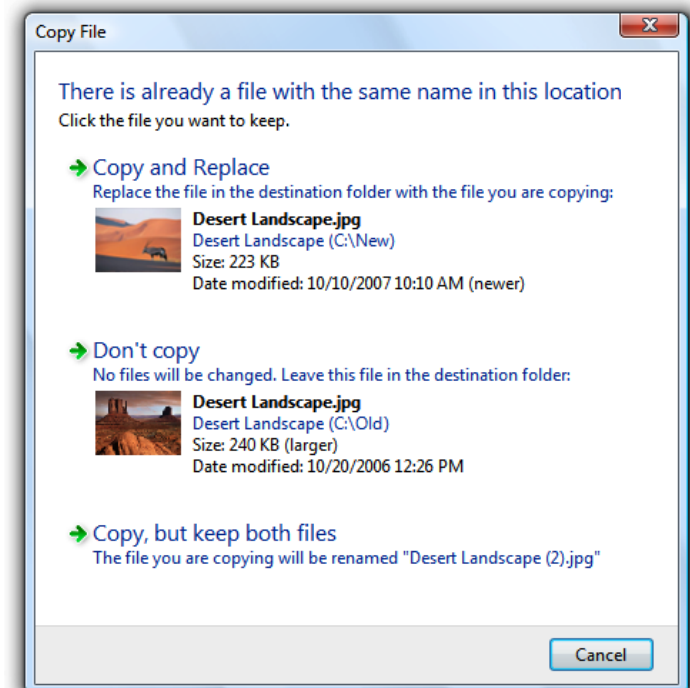 Copy File
There is already a file with the same name in this location
Click the file you want to keep.
Copy and Replace
Replace the file in the destination folder with the file you are copying:
Desert Landscape.jpg
Desert Landscape (C:\New)
Size: 223 KB
Date modified: 10/10/2007 10:10 AM (newer)
Don't copy
No files will be changed. Leave this file in the destination folder:
Desert Landscape.jpg
Desert Landscape (C:\Old)
Size: 240 KB (larger)
Date modified: 10/20/2006 12:26 PM
Copy, but keep both files
The file you are copying will be renamed "Desert Landscape (2).jpg"
Cancel